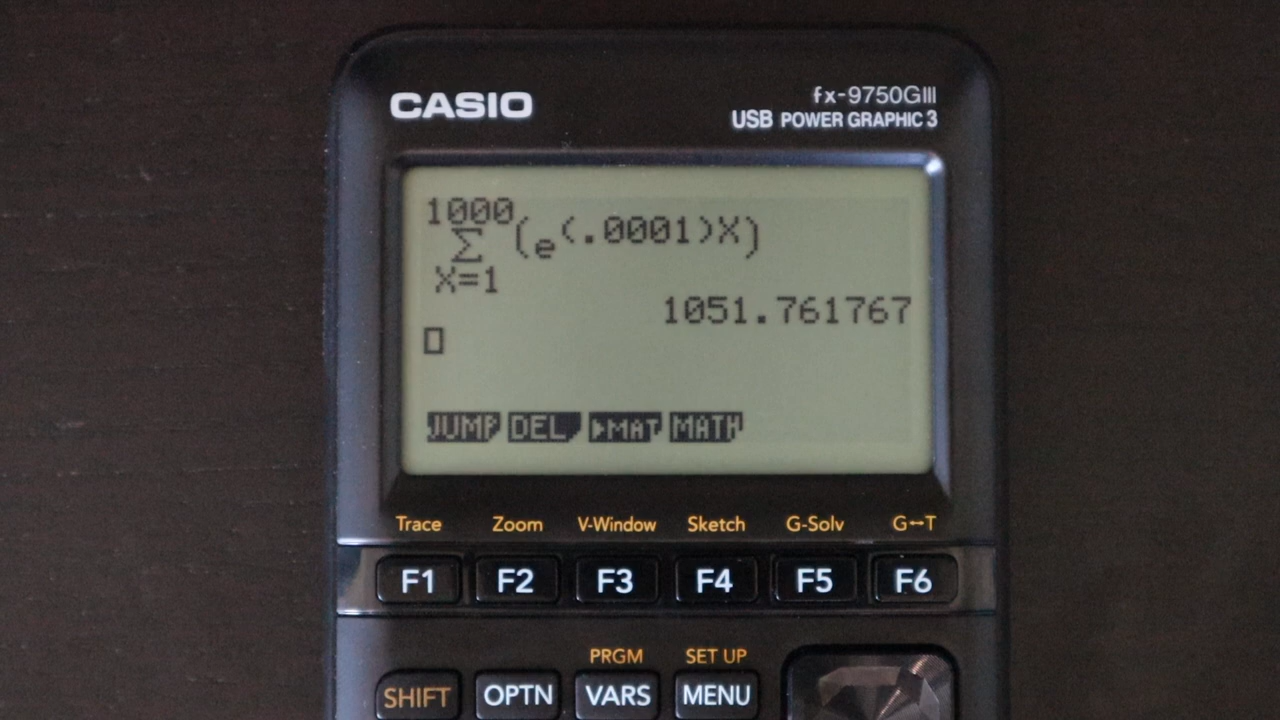 CASIO
fx-9750GIII
USB POWER GRAPHIC 3
1000
Σ(e^(.0001)X)
X=1
1051.761767
JUMP DEL ▶MAT MATH
Trace Zoom V-Window Sketch G-Solv G↔T
F1 F2 F3 F4 F5 F6
PRGM SET UP
SHIFT OPTN VARS MENU